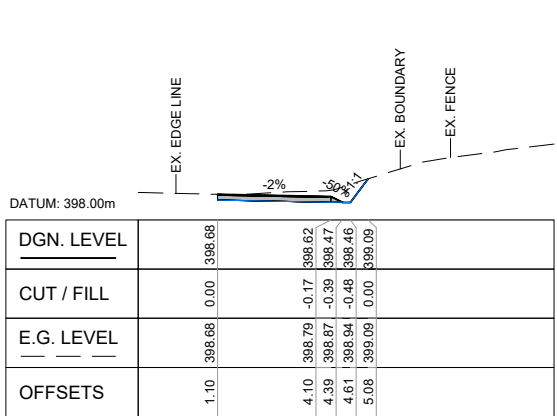 EX. EDGE LINE
EX. BOUNDARY
EX. FENCE
-2%
-50%
1:1
DATUM: 398.00m
DGN. LEVEL 398.68 398.62 398.47 398.46 399.09
CUT / FILL 0.00 -0.17 -0.39 -0.48 0.00
E.G. LEVEL 398.68 398.79 398.87 398.94 399.09
OFFSETS 1.10 4.10 4.39 4.61 5.08